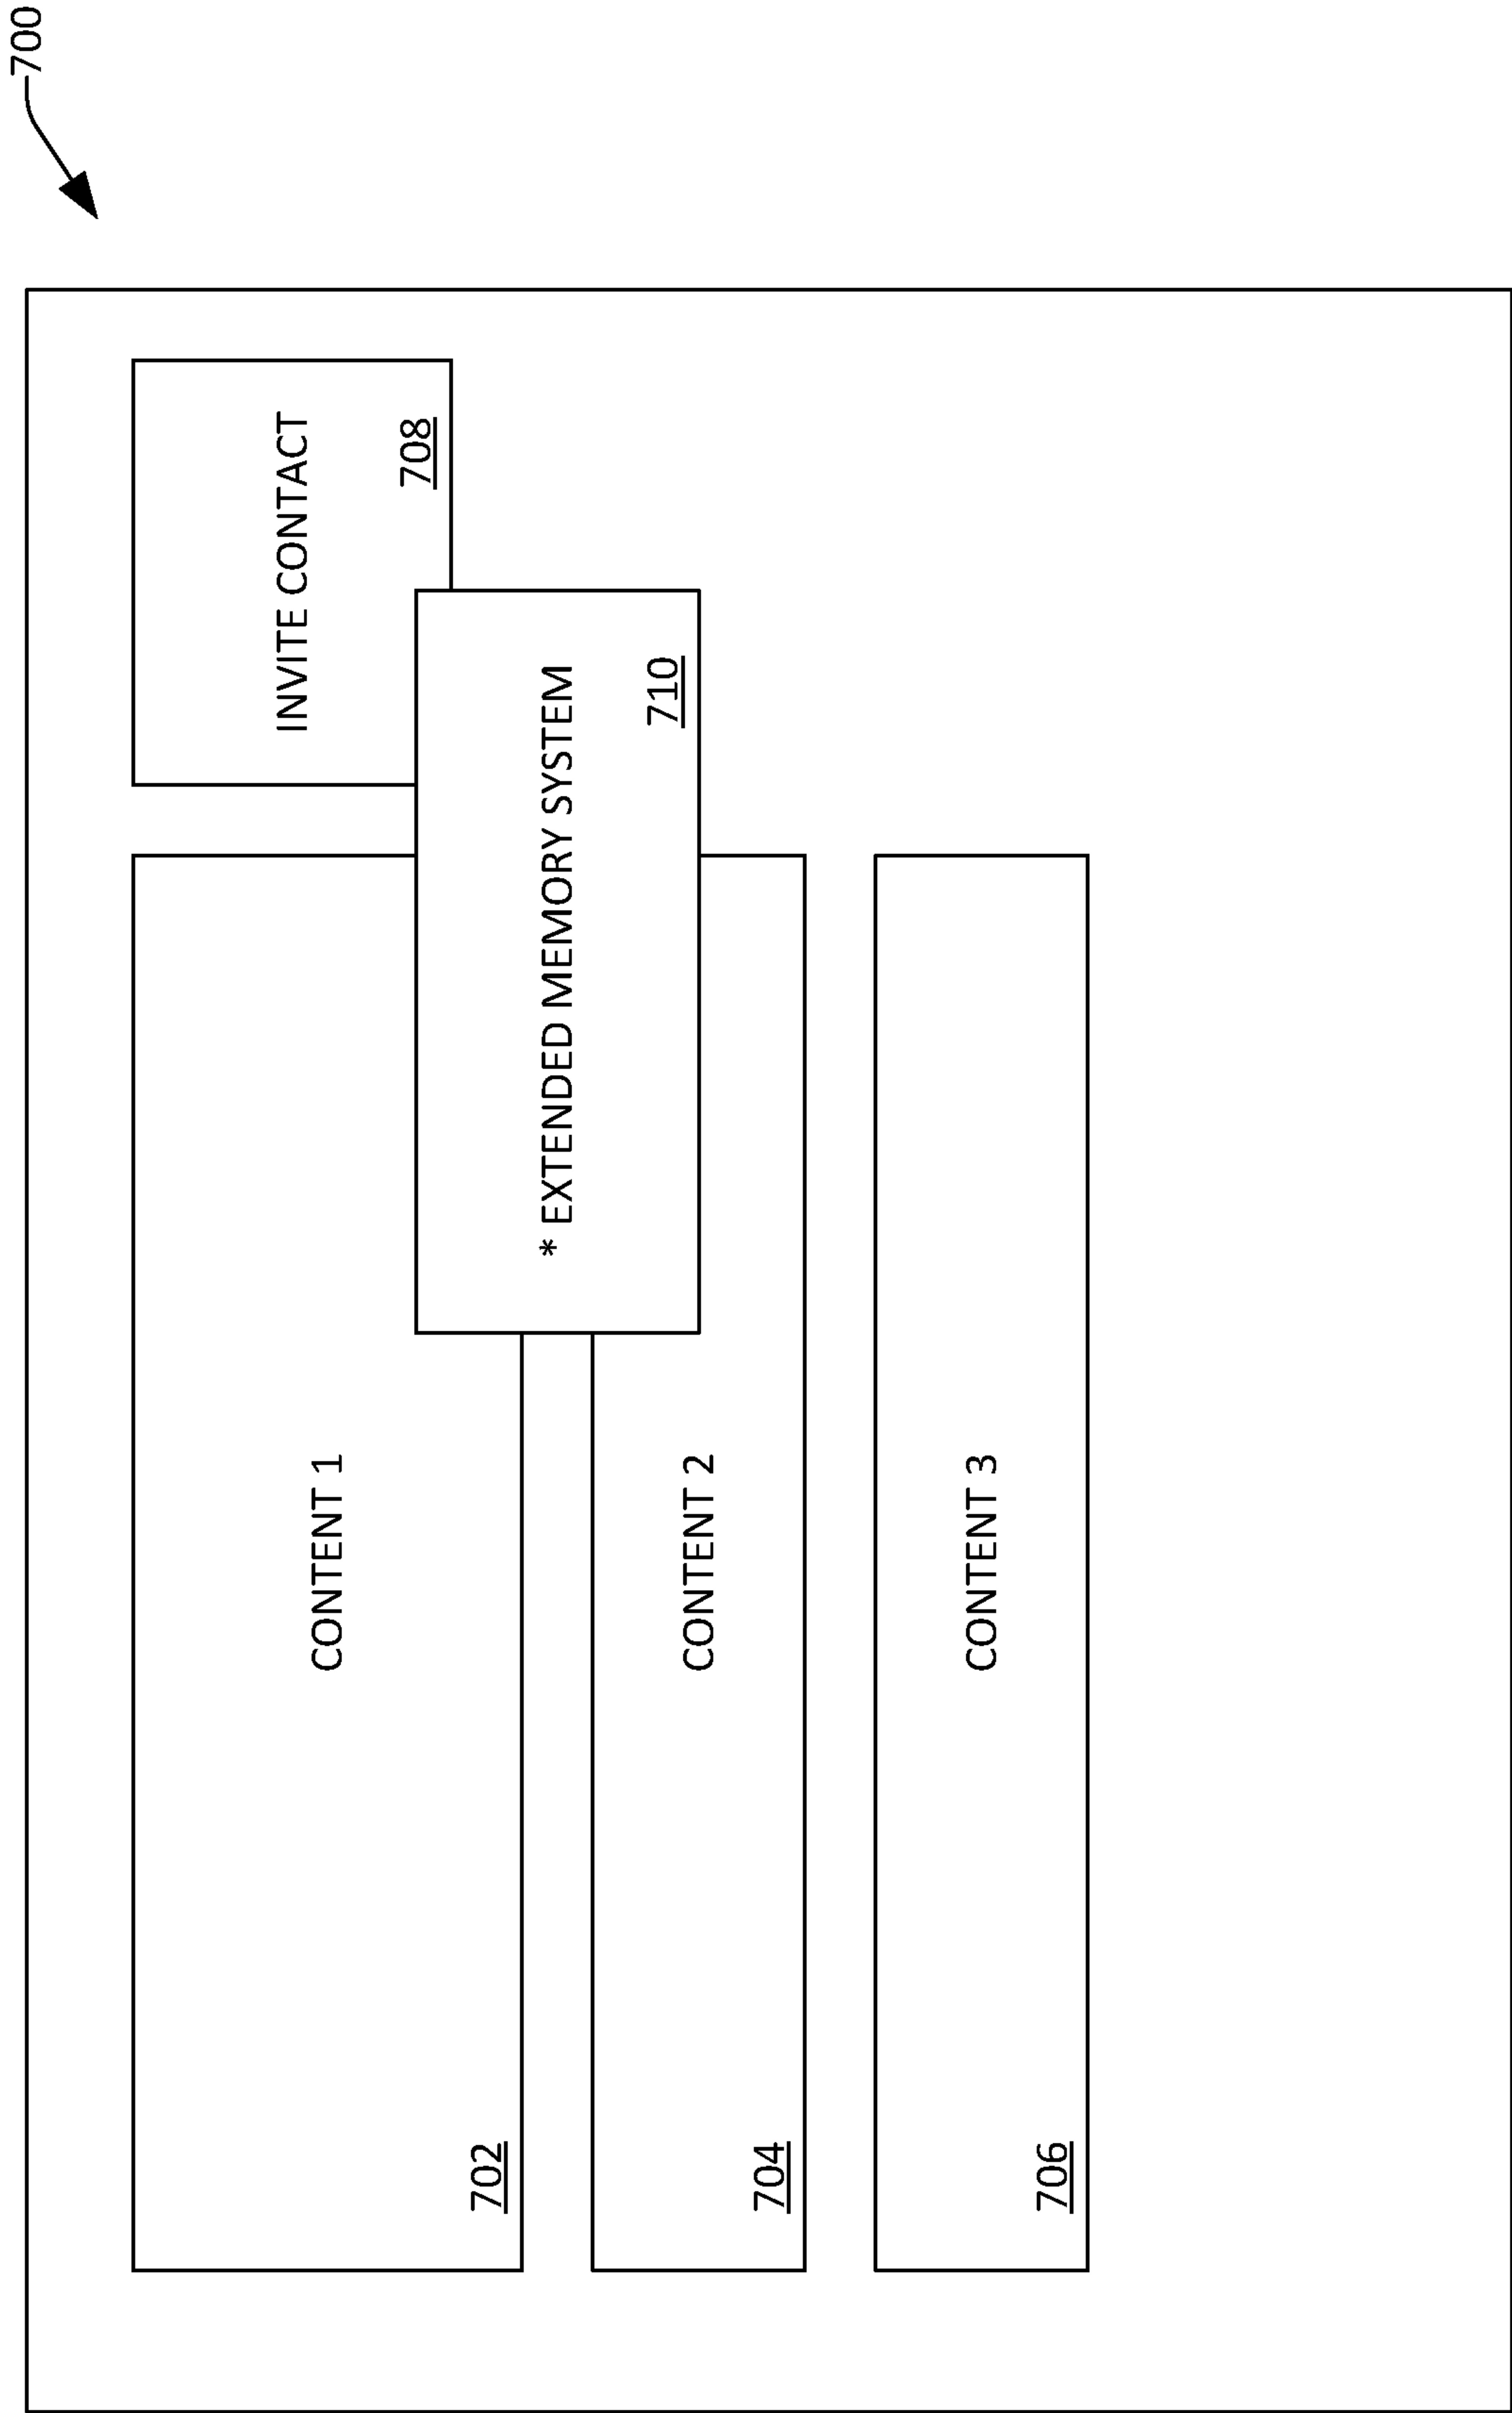 700
CONTENT 1
702
INVITE CONTACT
708
* EXTENDED MEMORY SYSTEM
710
CONTENT 2
704
CONTENT 3
706